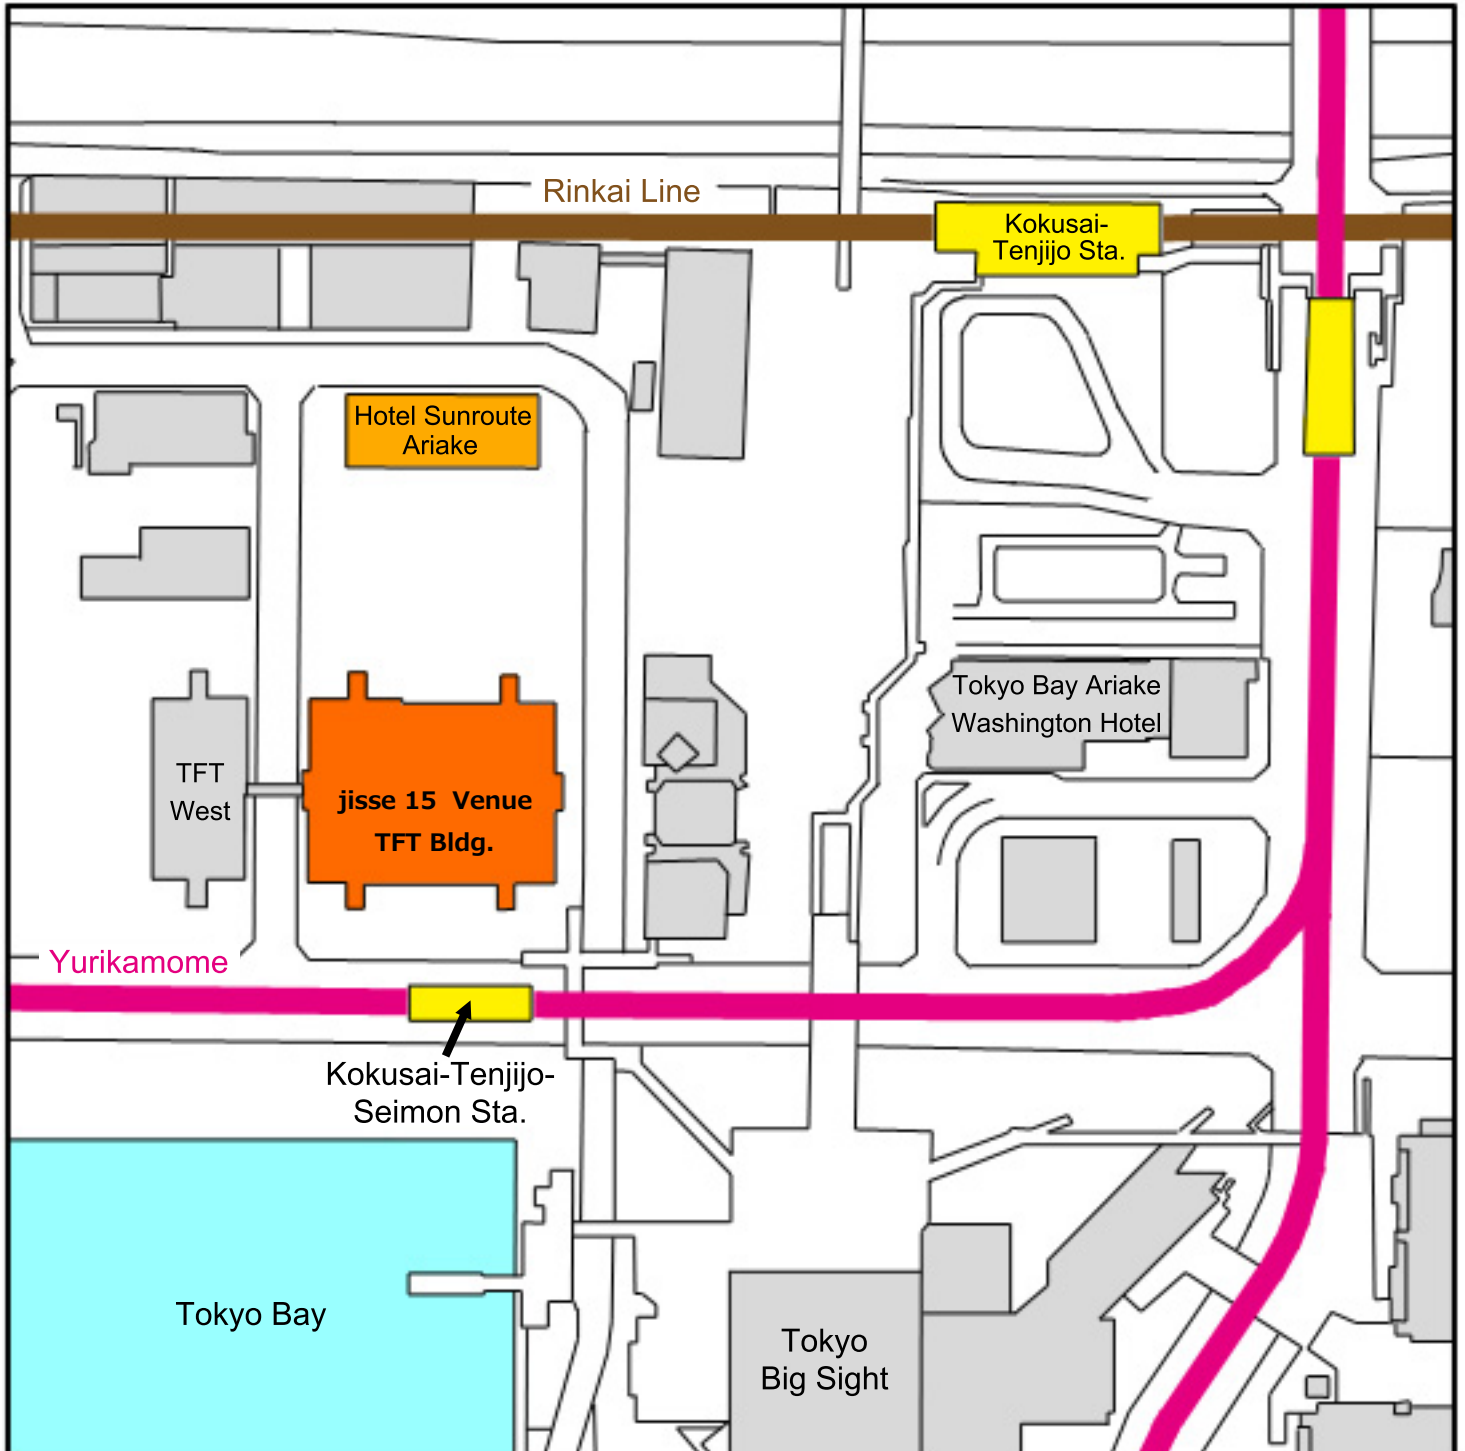 Rinkai Line
Kokusai-
Tenjijo Sta.
Hotel Sunroute
Ariake
Tokyo Bay Ariake
Washington Hotel
TFT
West
jisse 15 Venue
TFT Bldg.
Yurikamome
Kokusai-Tenjijo-
Seimon Sta.
Tokyo Bay
Tokyo
Big Sight